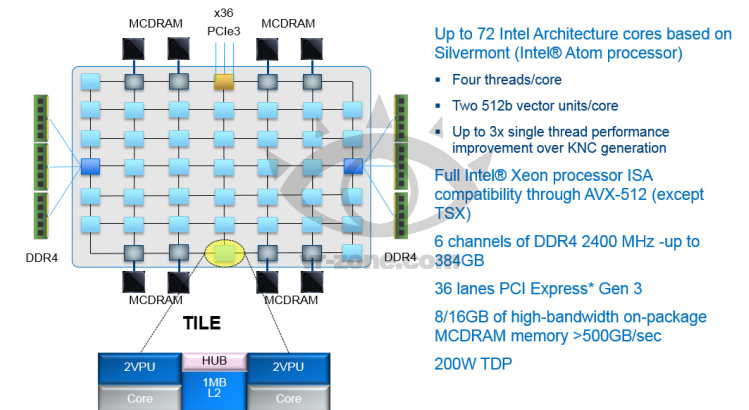 x36
PCIe3
MCDRAM
MCDRAM
DDR4
DDR4
MCDRAM
MCDRAM
TILE
2VPU
HUB
2VPU
1MB
L2
Core
Core
Up to 72 Intel Architecture cores based on
Silvermont (Intel® Atom processor)
▪ Four threads/core
▪ Two 512b vector units/core
▪ Up to 3x single thread performance
improvement over KNC generation
Full Intel® Xeon processor ISA
compatibility through AVX-512 (except
TSX)
6 channels of DDR4 2400 MHz -up to
384GB
36 lanes PCI Express* Gen 3
8/16GB of high-bandwidth on-package
MCDRAM memory >500GB/sec
200W TDP